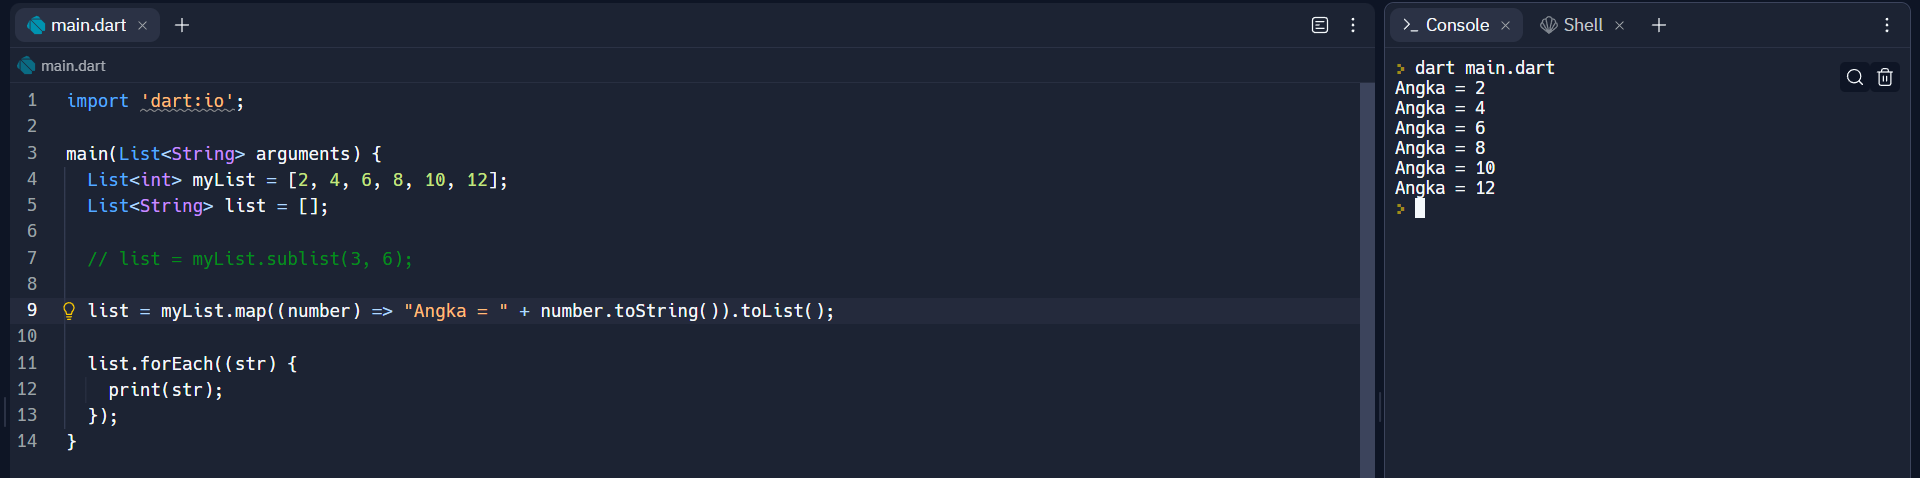 main.dart
main.dart
1 import 'dart:io';
2
3 main(List<String> arguments) {
4 List<int> myList = [2, 4, 6, 8, 10, 12];
5 List<String> list = [];
6
7 // list = myList.sublist(3, 6);
8
9 list = myList.map((number) => "Angka = " + number.toString()).toList();
10
11 list.forEach((str) {
12 print(str);
13 });
14 }
Console
Shell
dart main.dart
Angka = 2
Angka = 4
Angka = 6
Angka = 8
Angka = 10
Angka = 12